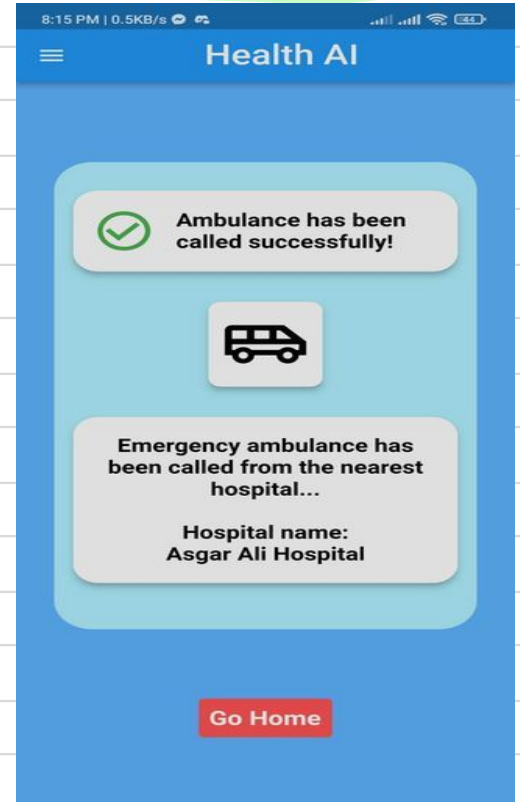 8:15 PM | 0.5KB/s
44
Health AI
Ambulance has been
called successfully!
Emergency ambulance has
been called from the nearest
hospital...
Hospital name:
Asgar Ali Hospital
Go Home